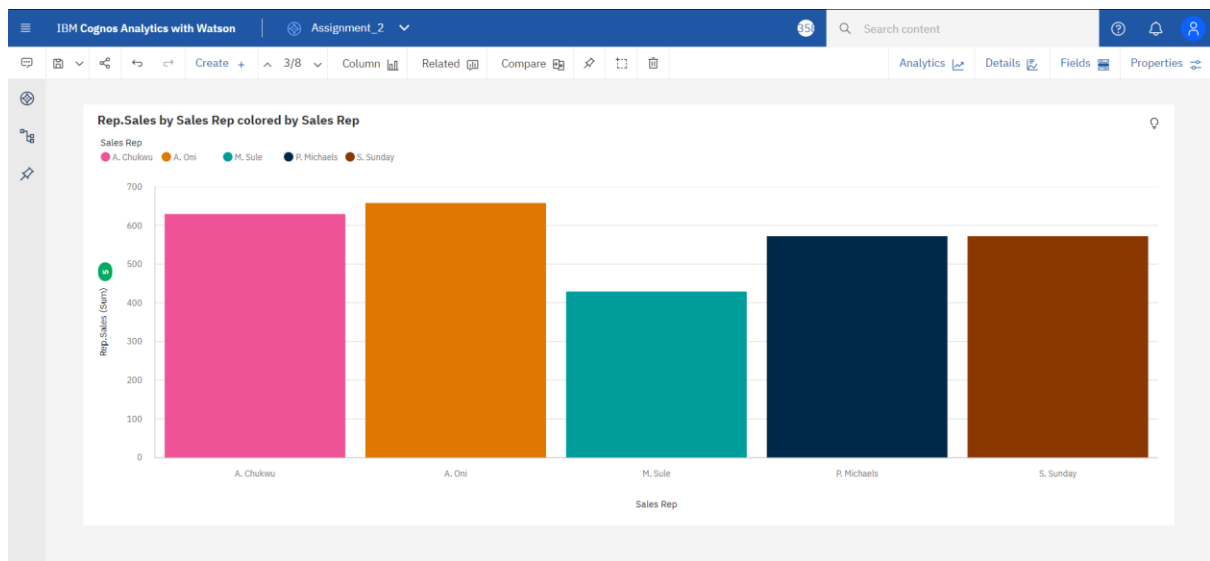 IBM Cognos Analytics with Watson Assignment_2 Search content
Create + 3/8 Column Related Compare Analytics Details Fields Properties
Rep.Sales by Sales Rep colored by Sales Rep
Sales Rep
A. Chukwu A. Oni M. Sule P. Michaels S. Sunday
700
600
500
400
300
200
100
0
Rep.Sales (Sum)
A. Chukwu A. Oni M. Sule P. Michaels S. Sunday
Sales Rep